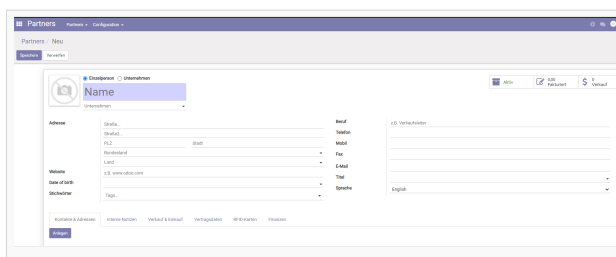 Partners Partners Configuration
Partners / Neu
Speichern Verwerfen
Einzelperson Unternehmen
Name
Unternehmen
Aktiv
0,00 Fakturiert
0 Verkauf
Adresse
Straße...
Straße2...
PLZ Stadt
Bundesland
Land
Website z.B. www.odoo.com
Date of birth
Stichwörter Tags...
Beruf z.B. Verkaufsleiter
Telefon
Mobil
Fax
E-Mail
Titel
Sprache English
Kontakte & Adressen Interne Notizen Verkauf & Einkauf Vertragsdaten RFID Karten Finanzen
Anlegen